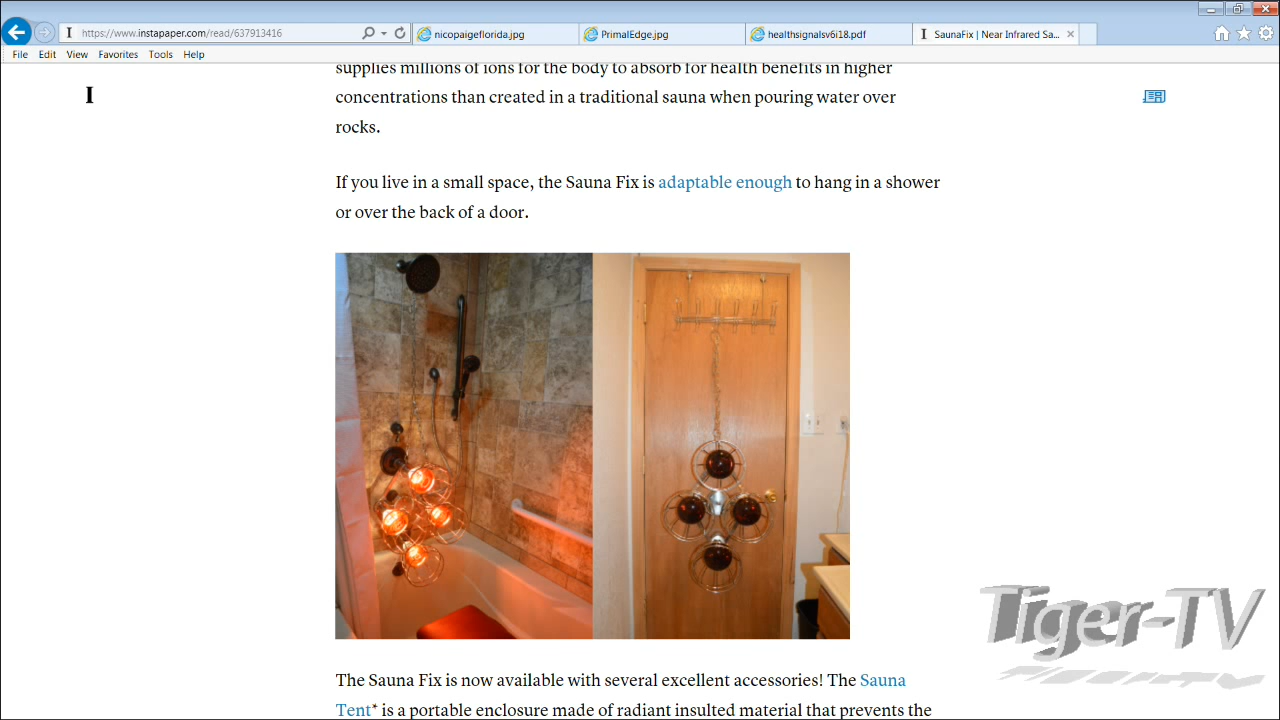 https://www.instapaper.com/read/637913416
nicopaigeflorida.jpg
PrimalEdge.jpg
healthsignalsv6i18.pdf
I SaunaFix | Near Infrared Sa...
File Edit View Favorites Tools Help
I
supplies millions of ions for the body to absorb for health benefits in higher
concentrations than created in a traditional sauna when pouring water over
rocks.
If you live in a small space, the Sauna Fix is adaptable enough to hang in a shower
or over the back of a door.
Tiger-TV
The Sauna Fix is now available with several excellent accessories! The Sauna
Tent* is a portable enclosure made of radiant insulted material that prevents the